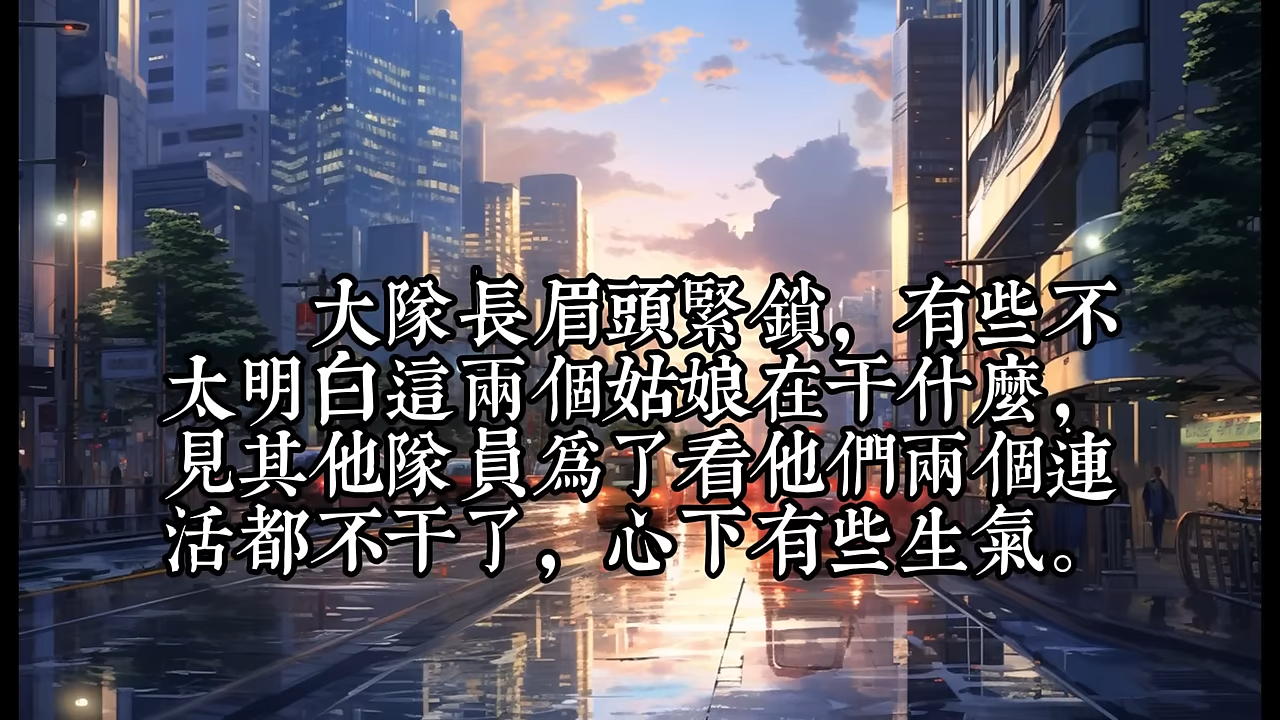 大隊長眉頭緊鎖，有些不
太明白這兩個姑娘在干什麼，
見其他隊員為了看他們兩個連
活都不干了，心下有些生氣。